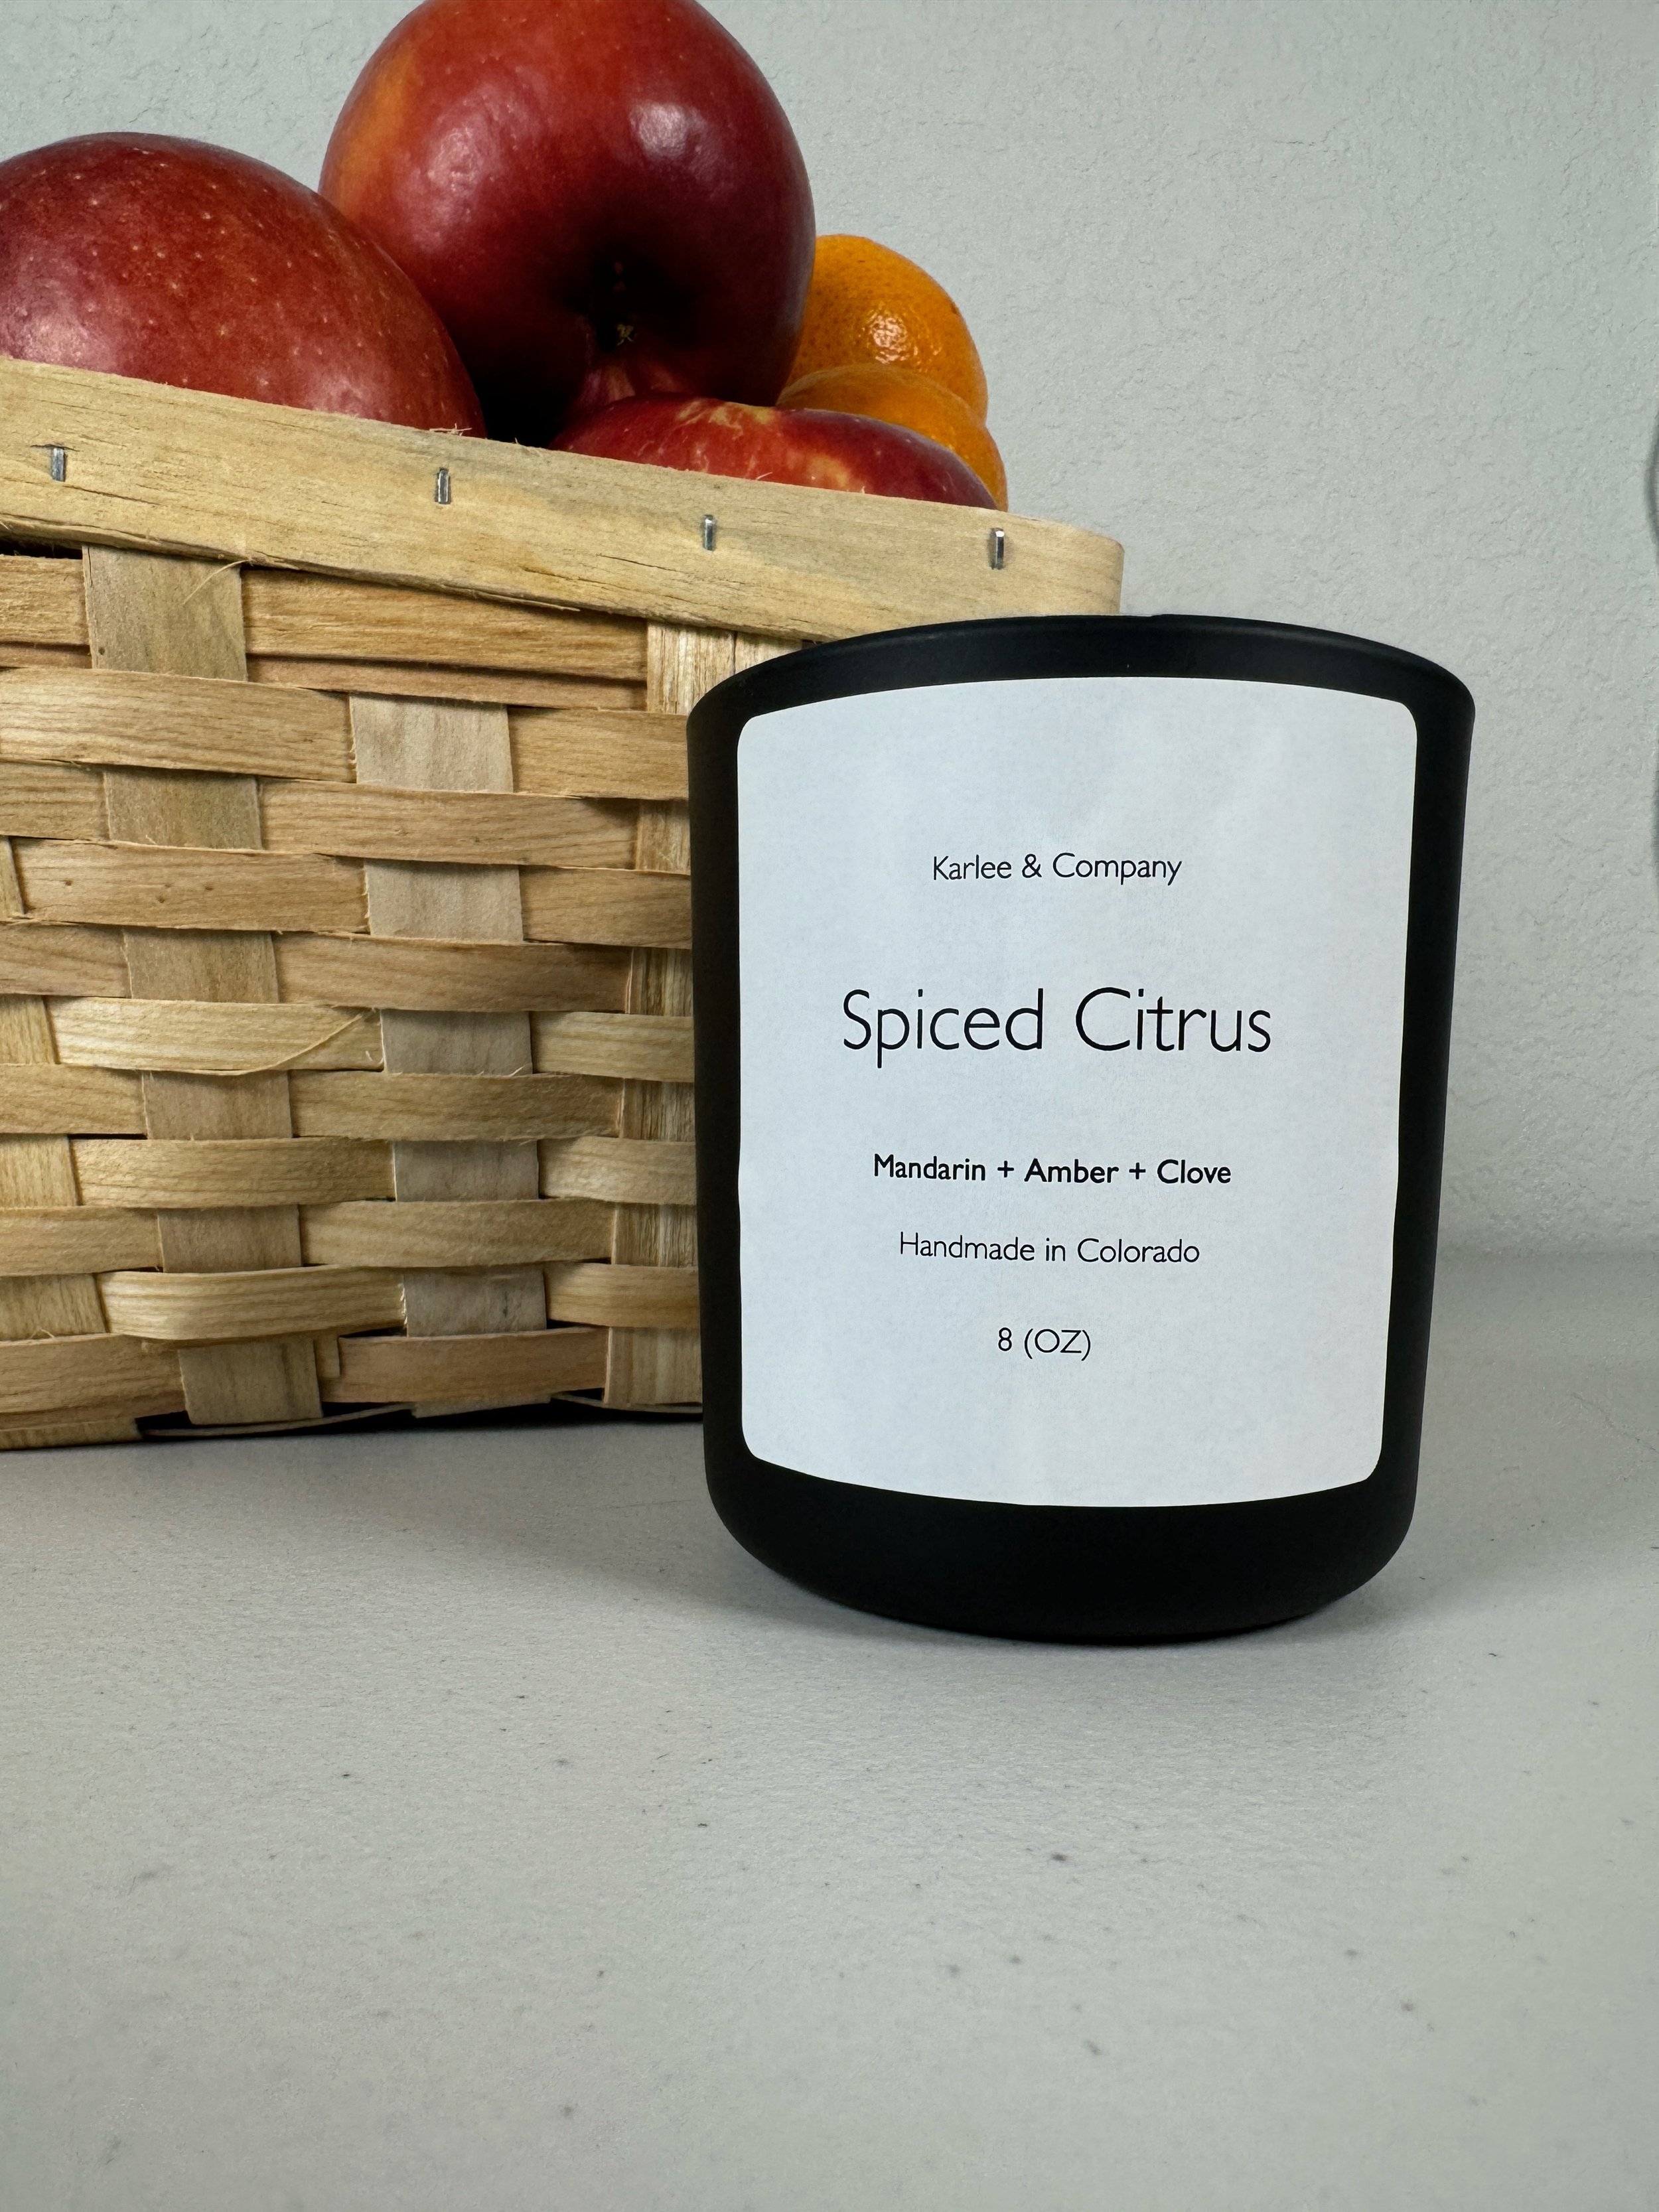 Karlee & Company
Spiced Citrus
Mandarin + Amber + Clove
Handmade in Colorado
8 (OZ)